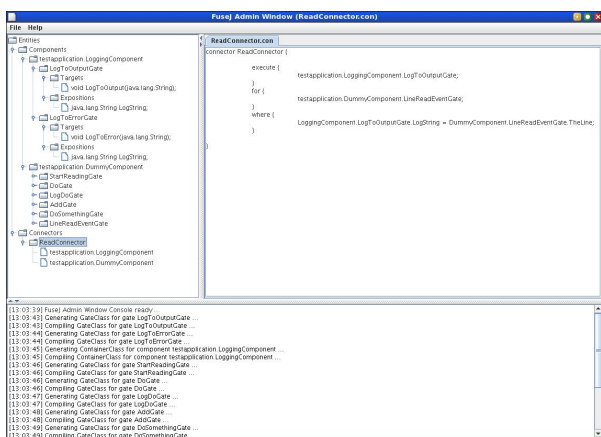 FuseJ Admin Window (ReadConnector.con)
File Help
Entities
Components
testapplication.LoggingComponent
LogToOutputGate
Targets
void LogToOutput(java.lang.String);
Expositions
java.lang.String LogString;
LogToErrorGate
Targets
void LogToError(java.lang.String);
Expositions
java.lang.String LogString;
testapplication.DummyComponent
StartReadingGate
DoGate
LogDoGate
AddGate
DoSomethingGate
LineReadEventGate
Connectors
ReadConnector
testapplication.LoggingComponent
testapplication.DummyComponent
ReadConnector.con
connector ReadConnector {
execute {
testapplication.LoggingComponent.LogToOutputGate;
}
for {
testapplication.DummyComponent.LineReadEventGate;
}
where {
LoggingComponent.LogToOutputGate.LogString = DummyComponent.LineReadEventGate.TheLine;
}
}
[13:03:39] FuseJ Admin Window Console ready ...
[13:03:43] Generating GateClass for gate LogToOutputGate ...
[13:03:43] Compiling GateClass for gate LogToOutputGate ...
[13:03:44] Generating GateClass for gate LogToErrorGate ...
[13:03:44] Compiling GateClass for gate LogToErrorGate ...
[13:03:45] Generating ContainerClass for component testapplication.LoggingComponent ...
[13:03:45] Compiling ContainerClass for component testapplication.LoggingComponent ...
[13:03:46] Generating GateClass for gate StartReadingGate ...
[13:03:46] Compiling GateClass for gate StartReadingGate ...
[13:03:46] Generating GateClass for gate DoGate ...
[13:03:46] Compiling GateClass for gate DoGate ...
[13:03:47] Generating GateClass for gate LogDoGate ...
[13:03:47] Compiling GateClass for gate LogDoGate ...
[13:03:48] Generating GateClass for gate AddGate ...
[13:03:48] Compiling GateClass for gate AddGate ...
[13:03:49] Generating GateClass for gate DoSomethingGate ...
[13:03:49] Compiling GateClass for gate DoSomethingGate